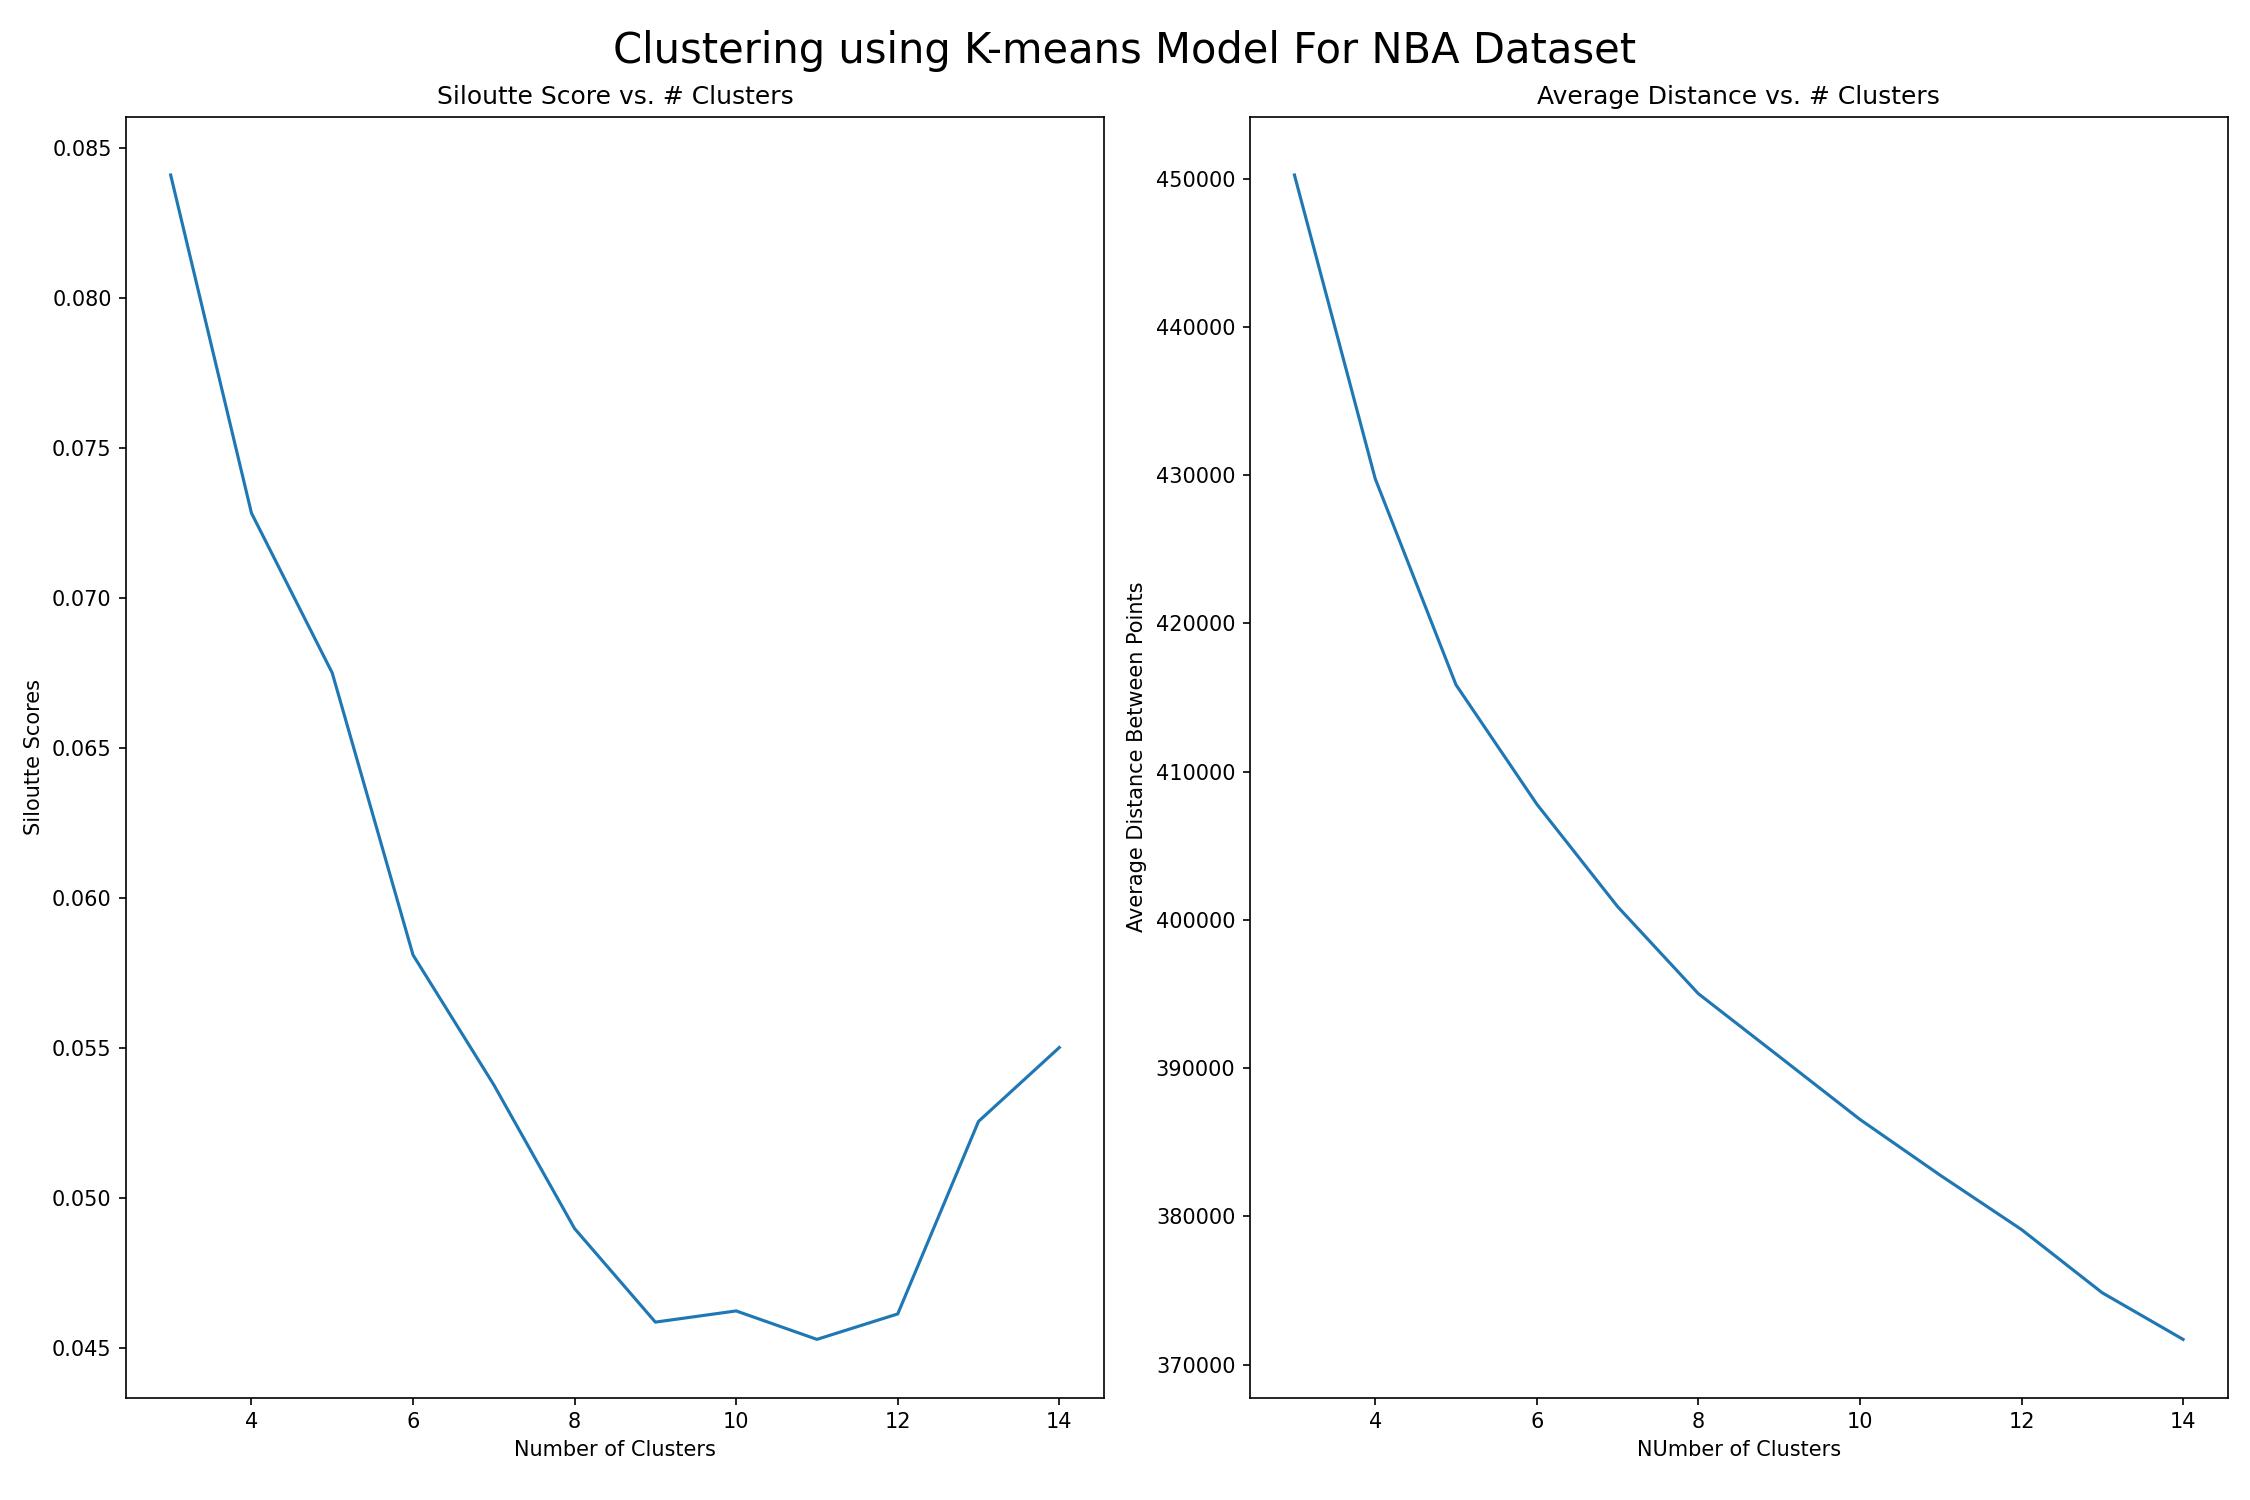 Clustering using K-means Model For NBA Dataset
Siloutte Score vs. # Clusters
0.085
0.080
0.075
0.070
0.065
0.060
0.055
0.050
0.045
Siloutte Scores
4 6 8 10 12 14
Number of Clusters
Average Distance vs. # Clusters
450000
440000
430000
420000
410000
400000
390000
380000
370000
Average Distance Between Points
4 6 8 10 12 14
NUmber of Clusters